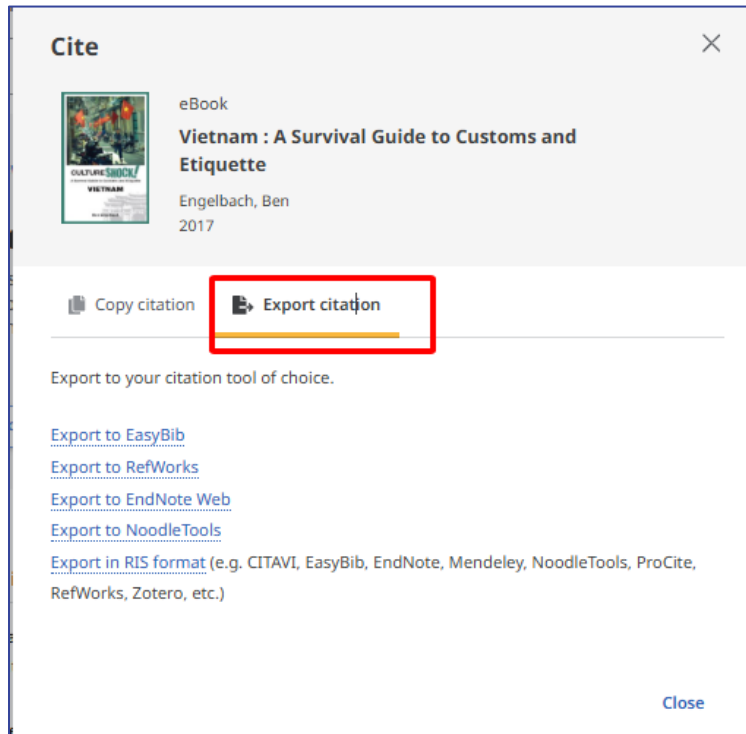 Cite
eBook
Vietnam : A Survival Guide to Customs and
Etiquette
CULTURESHOCK!
VIETNAM
Engelbach, Ben
2017
Copy citation
Export citation
Export to your citation tool of choice.
Export to EasyBib
Export to RefWorks
Export to EndNote Web
Export to NoodleTools
Export in RIS format (e.g. CITAVI, EasyBib, EndNote, Mendeley, NoodleTools, ProCite,
RefWorks, Zotero, etc.)
Close